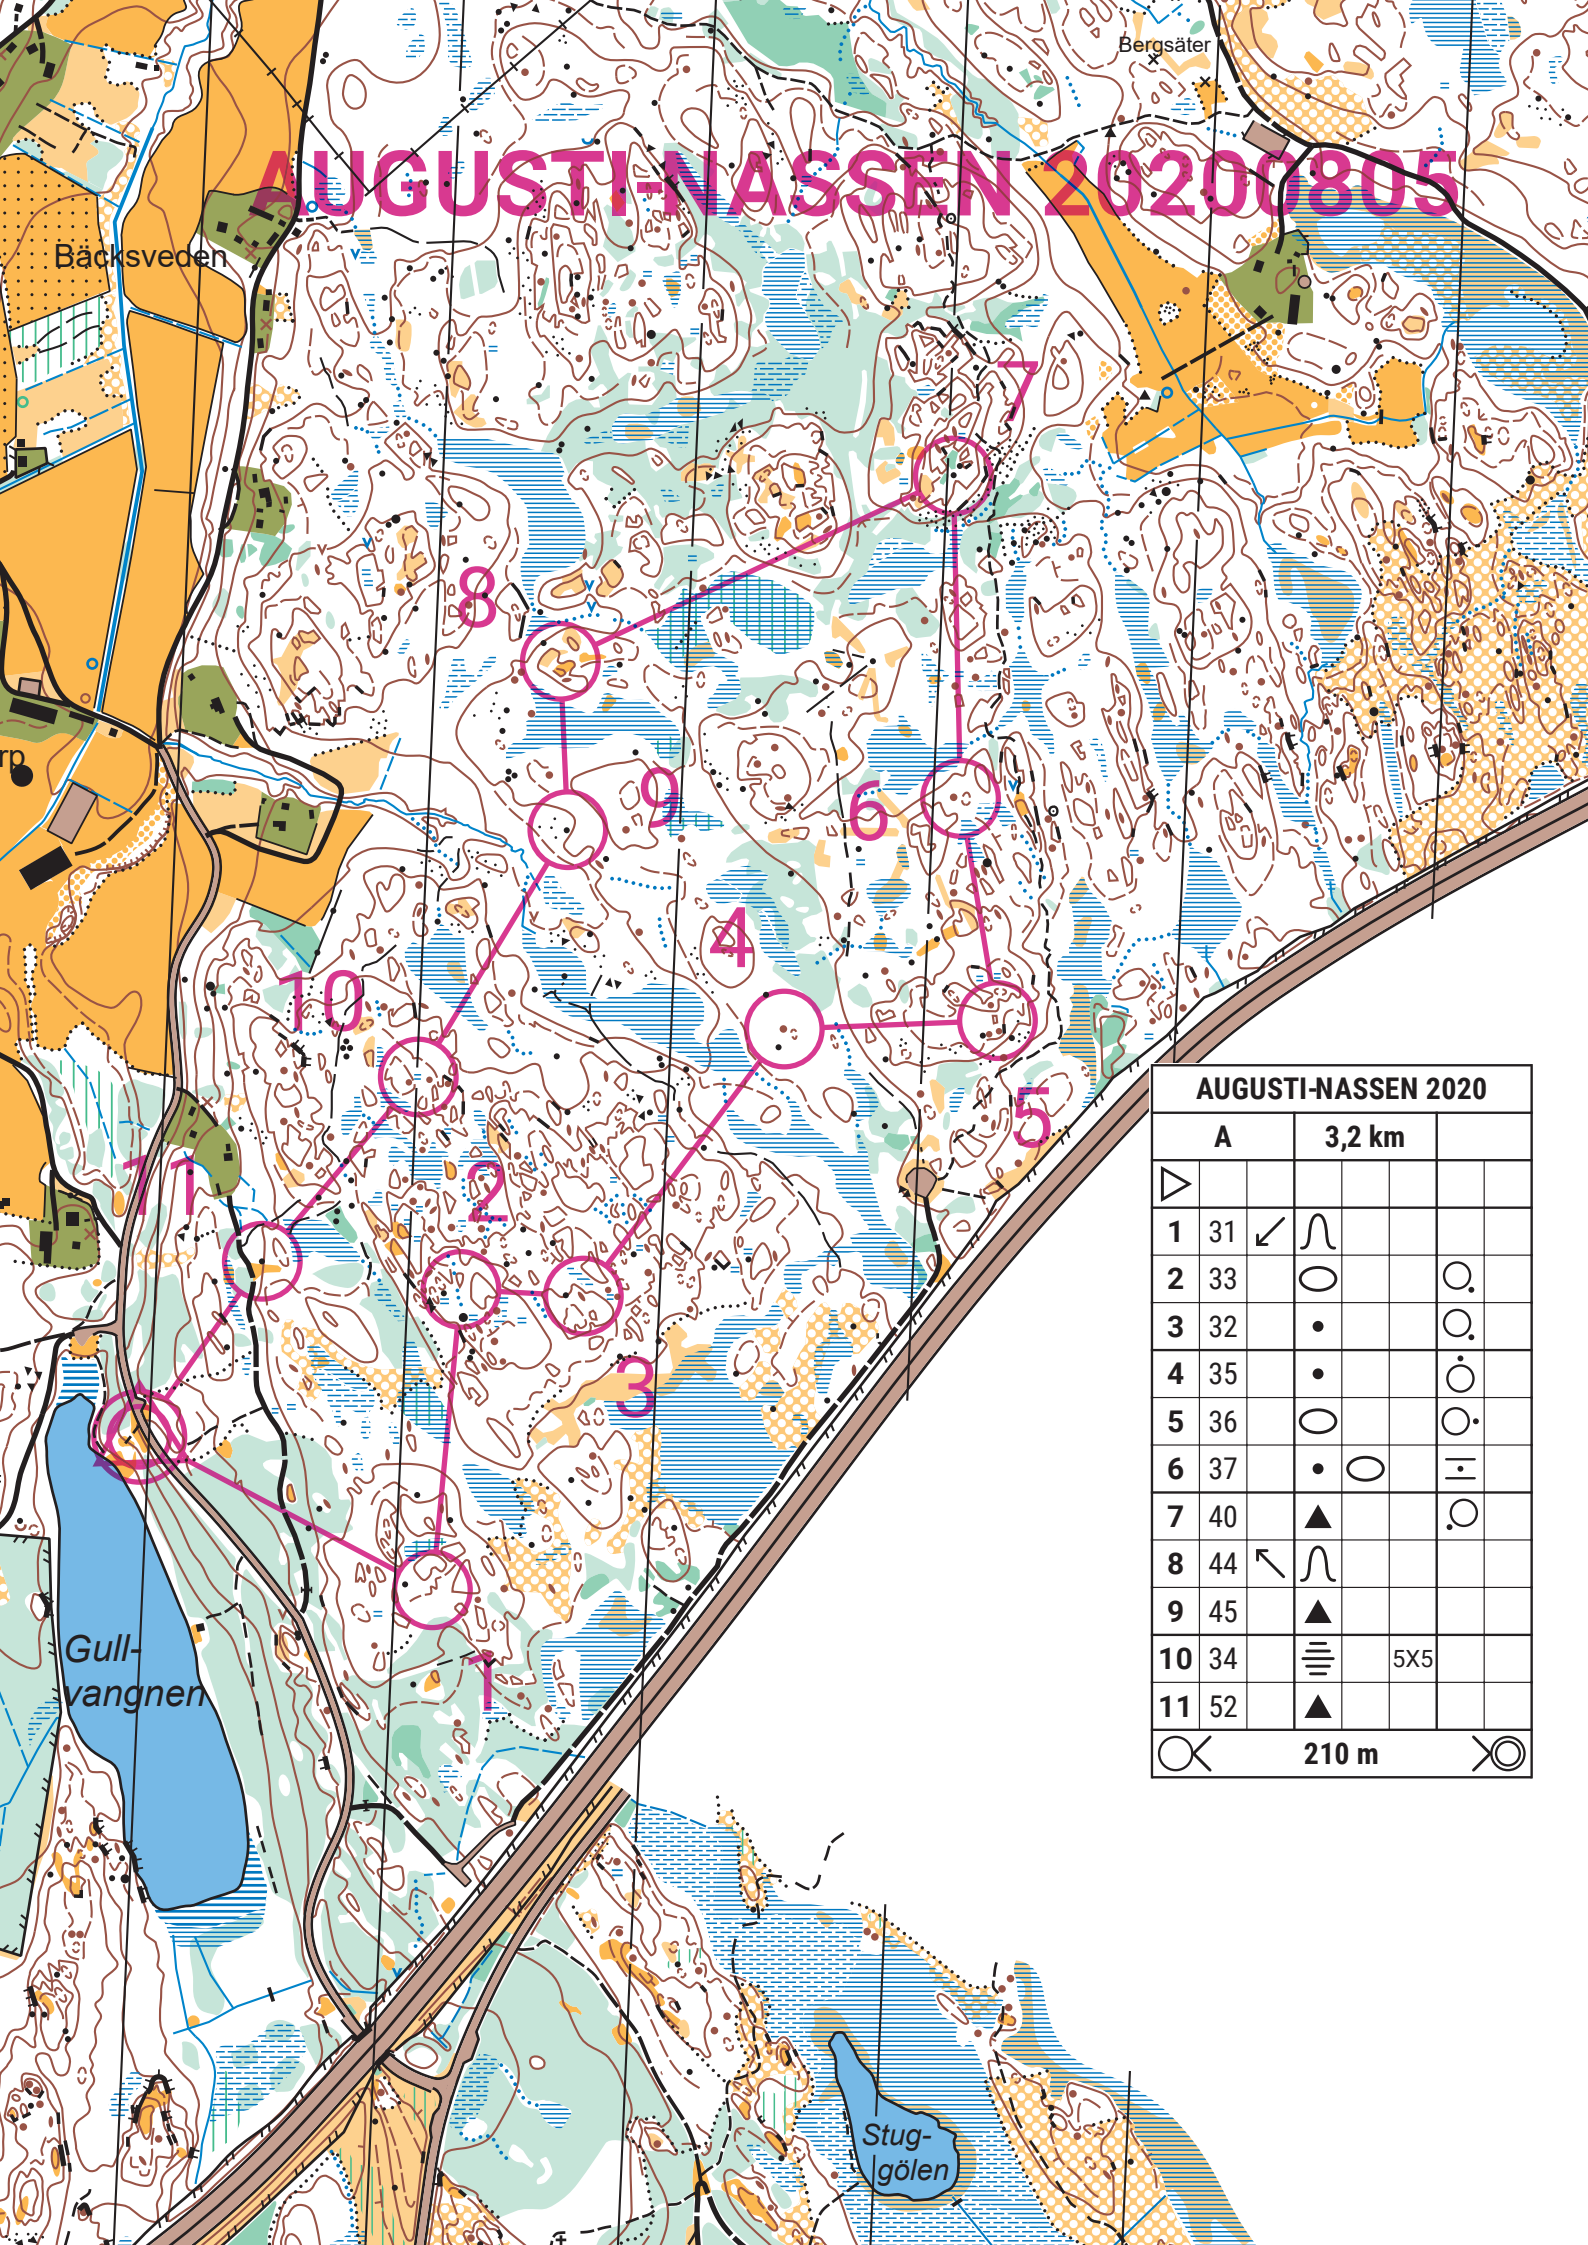 Bergsäter
AUGUSTI-NASSEN 20200805
Bäcksveden
7
8
rp
9
6
4
10
5
2
11
3
1
Gull-
vangnen
Stug-
gölen
AUGUSTI-NASSEN 2020
A 3,2 km
1 31
2 33
3 32
4 35
5 36
6 37
7 40
8 44
9 45
10 34 5X5
11 52
210 m